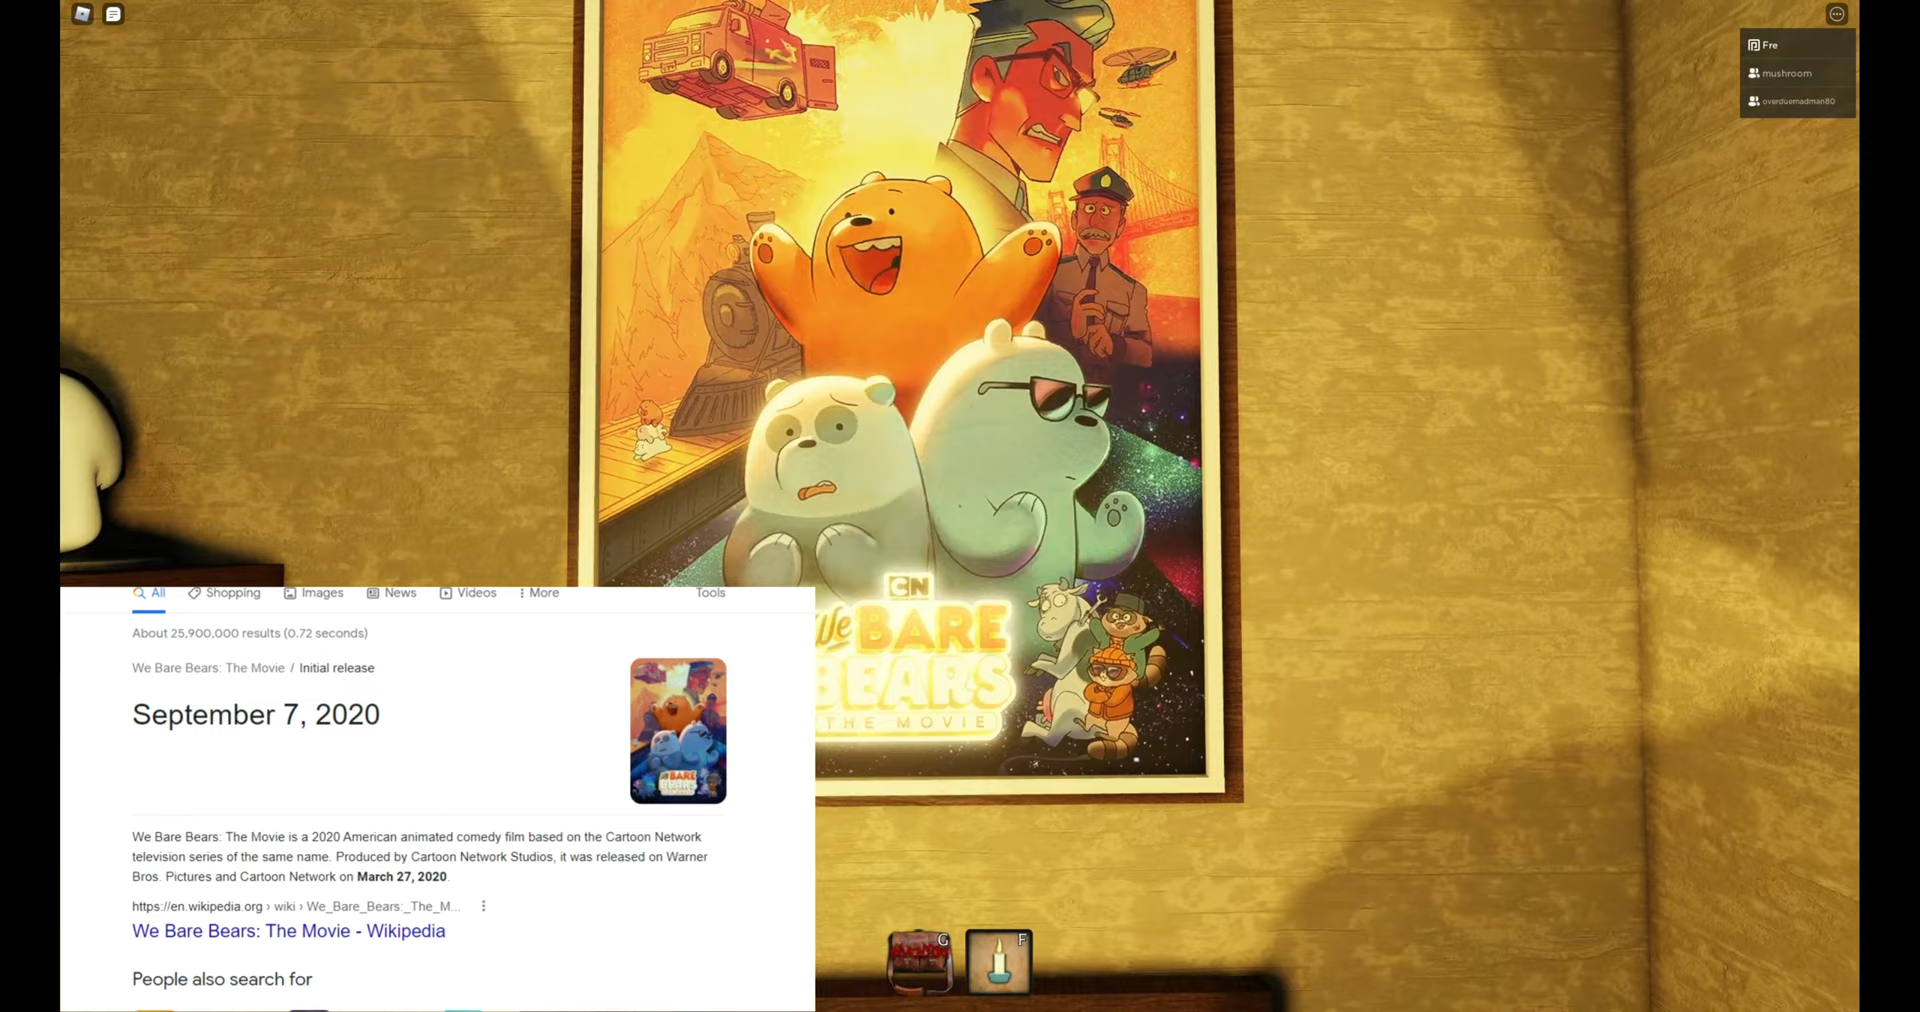 Fre
mushroom
overduemadman80
CN
We BARE
BEARS
THE MOVIE
All Shopping Images News Videos More Tools
About 25,900,000 results (0.72 seconds)
We Bare Bears: The Movie / Initial release
September 7, 2020
BARE
BEARS
We Bare Bears: The Movie is a 2020 American animated comedy film based on the Cartoon Network
television series of the same name. Produced by Cartoon Network Studios, it was released on Warner
Bros. Pictures and Cartoon Network on March 27, 2020.
https://en.wikipedia.org › wiki › We_Bare_Bears:_The_M...
We Bare Bears: The Movie - Wikipedia
People also search for
G
F